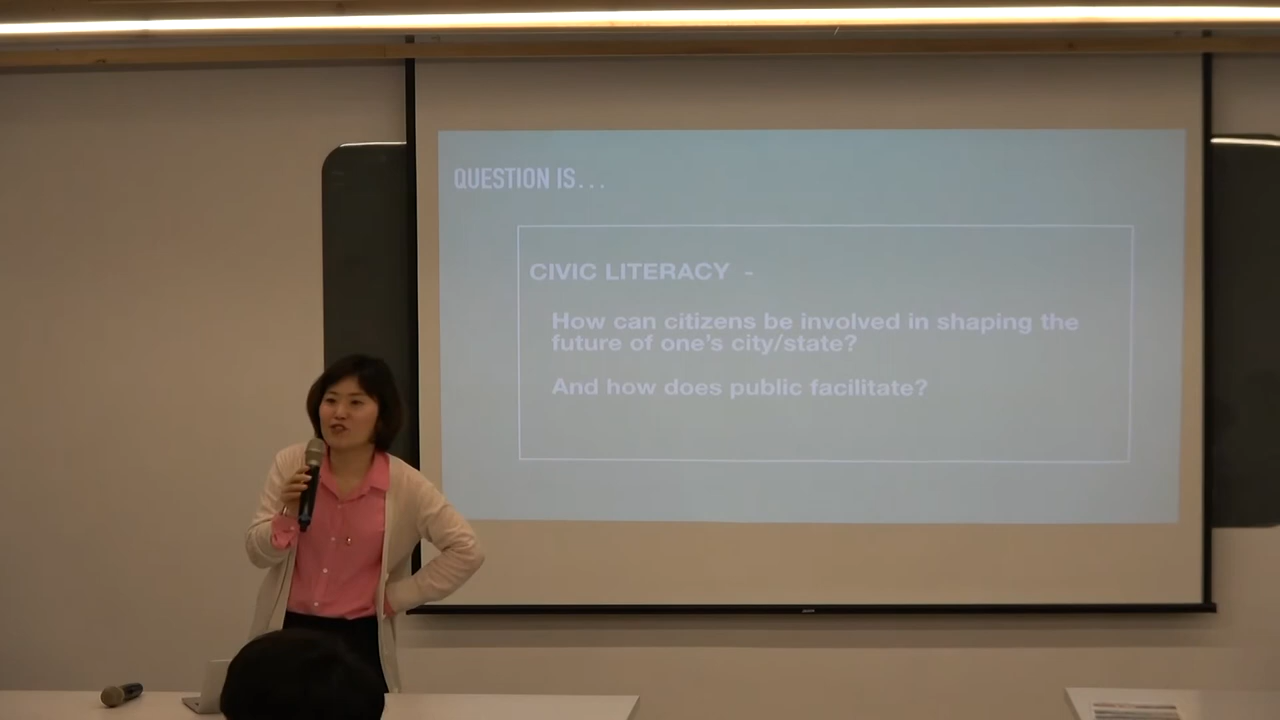 QUESTION IS...
CIVIC LITERACY -
How can citizens be involved in shaping the
future of one's city/state?
And how does public facilitate?